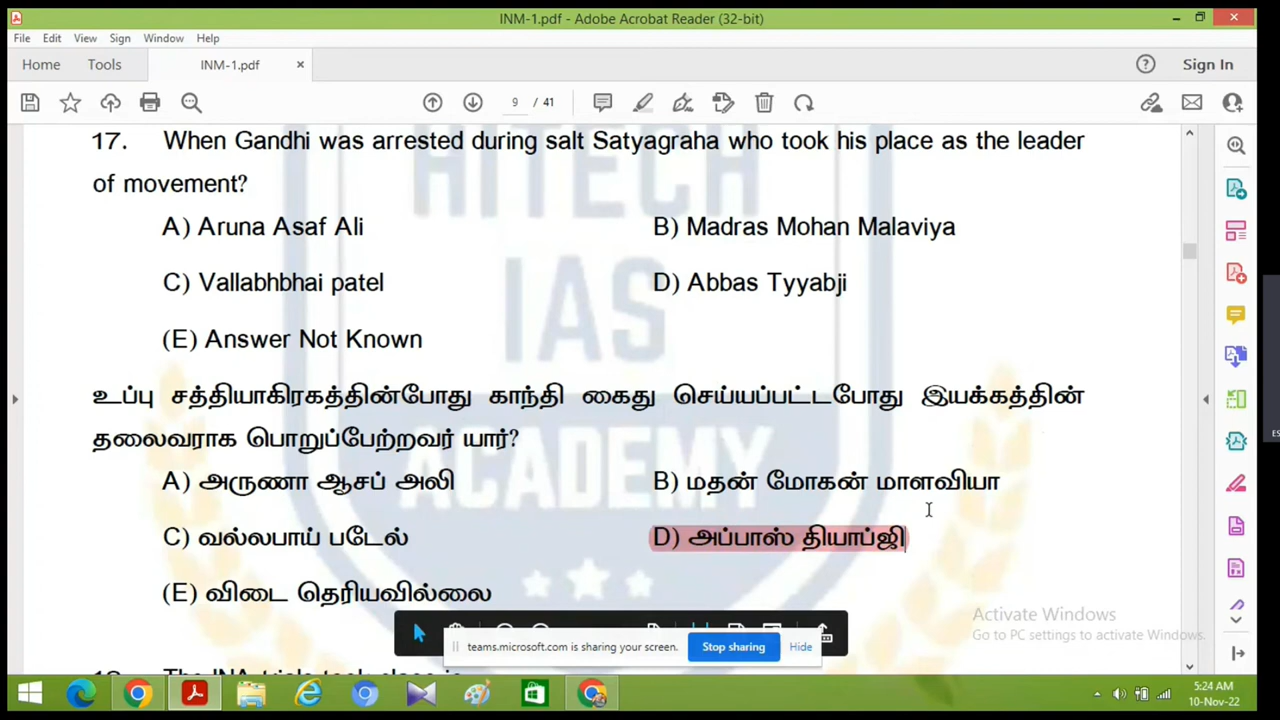 INM-1.pdf - Adobe Acrobat Reader (32-bit)
File Edit View Sign Window Help
Home Tools INM-1.pdf × Sign In
9 / 41
17. When Gandhi was arrested during salt Satyagraha who took his place as the leader
of movement?
A) Aruna Asaf Ali B) Madras Mohan Malaviya
C) Vallabhbhai patel D) Abbas Tyyabji
(E) Answer Not Known
உப்பு சத்தியாகிரகத்தின்போது காந்தி கைது செய்யப்பட்டபோது இயக்கத்தின்
தலைவராக பொறுப்பேற்றவர் யார்?
A) அருணா ஆசப் அலி B) மதன் மோகன் மாளவியா
C) வல்லபாய் படேல் D) அப்பாஸ் தியாப்ஜி
(E) விடை தெரியவில்லை
HITECH
IAS
ACADEMY
Activate Windows
Go to PC settings to activate Windows.
teams.microsoft.com is sharing your screen. Stop sharing Hide
5:24 AM
10-Nov-22